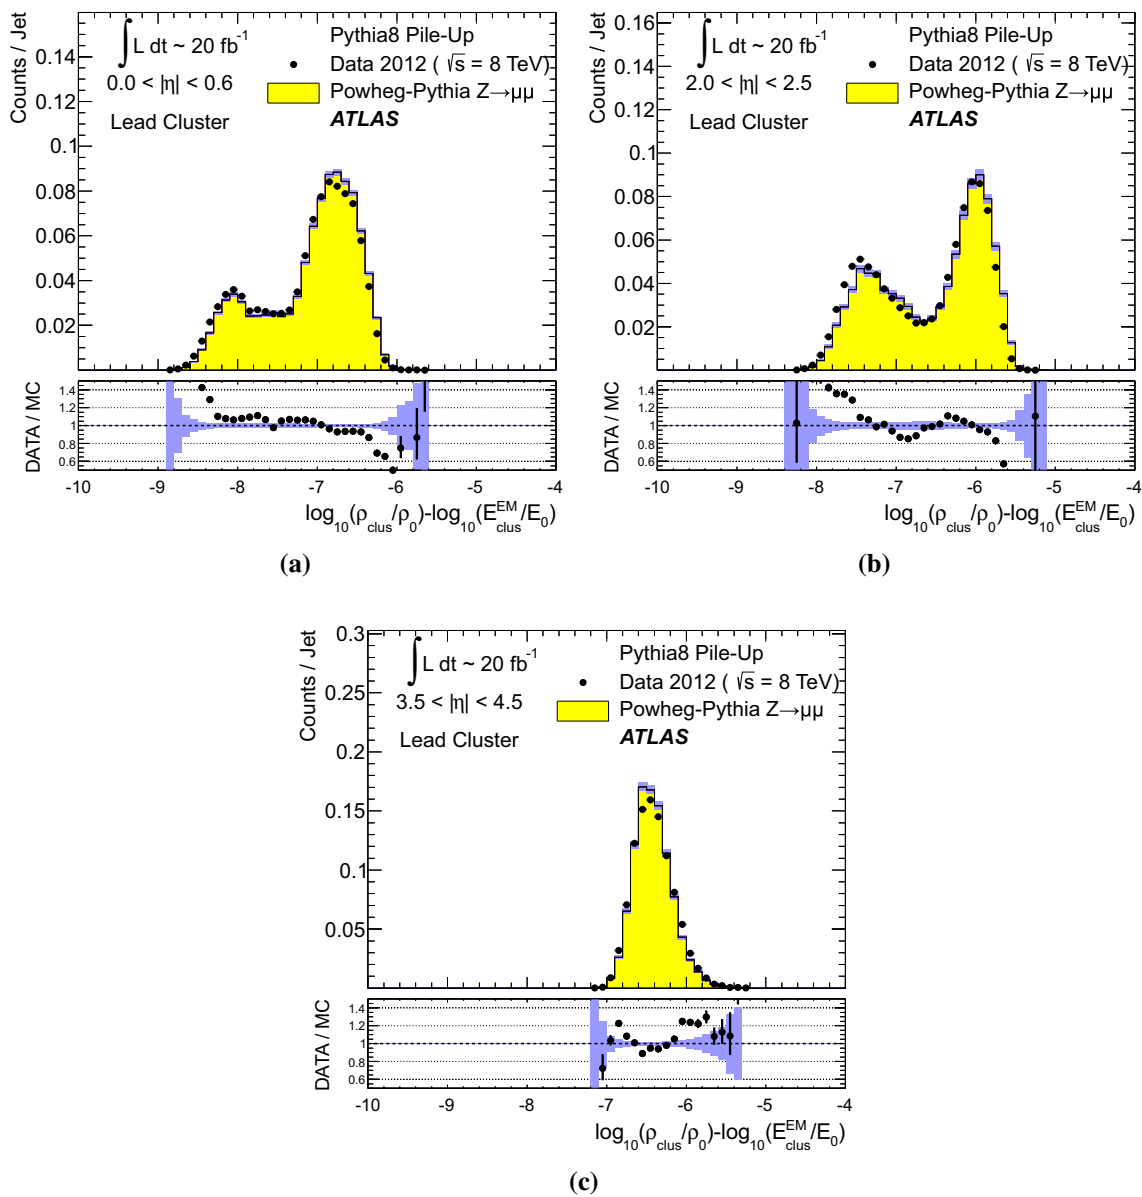 ∫L dt ~ 20 fb⁻¹
0.0 < |η| < 0.6
Lead Cluster
Pythia8 Pile-Up
Data 2012 ( √s = 8 TeV)
Powheg-Pythia Z→μμ
ATLAS
Counts / Jet
0.14
0.12
0.1
0.08
0.06
0.04
0.02
DATA / MC
1.4
1.2
1
0.8
0.6
-10 -9 -8 -7 -6 -5 -4
log₁₀(ρ_clus/ρ₀)-log₁₀(E^EM_clus/E₀)
(a)
∫L dt ~ 20 fb⁻¹
2.0 < |η| < 2.5
Lead Cluster
Pythia8 Pile-Up
Data 2012 ( √s = 8 TeV)
Powheg-Pythia Z→μμ
ATLAS
Counts / Jet
0.16
0.14
0.12
0.1
0.08
0.06
0.04
0.02
DATA / MC
1.4
1.2
1
0.8
0.6
-10 -9 -8 -7 -6 -5 -4
log₁₀(ρ_clus/ρ₀)-log₁₀(E^EM_clus/E₀)
(b)
∫L dt ~ 20 fb⁻¹
3.5 < |η| < 4.5
Lead Cluster
Pythia8 Pile-Up
Data 2012 ( √s = 8 TeV)
Powheg-Pythia Z→μμ
ATLAS
Counts / Jet
0.3
0.25
0.2
0.15
0.1
0.05
DATA / MC
1.4
1.2
1
0.8
0.6
-10 -9 -8 -7 -6 -5 -4
log₁₀(ρ_clus/ρ₀)-log₁₀(E^EM_clus/E₀)
(c)